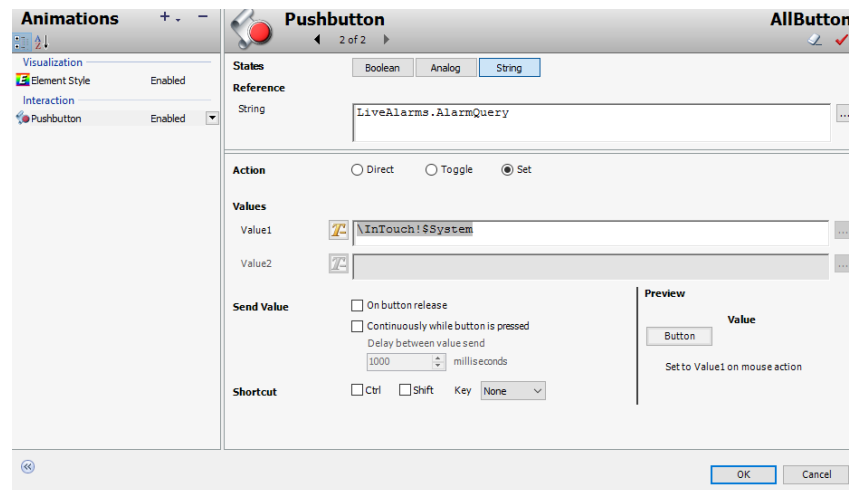 Animations + -
Pushbutton
AllButton
2 of 2
Visualization
Element Style Enabled
Interaction
Pushbutton Enabled
States Boolean Analog String
Reference
String LiveAlarms.AlarmQuery ...
Action Direct Toggle Set
Values
Value1 T \InTouch!$System ...
Value2 T ...
Send Value On button release
Continuously while button is pressed
Delay between value send
1000 milliseconds
Shortcut Ctrl Shift Key None
Preview
Value
Button
Set to Value1 on mouse action
OK Cancel